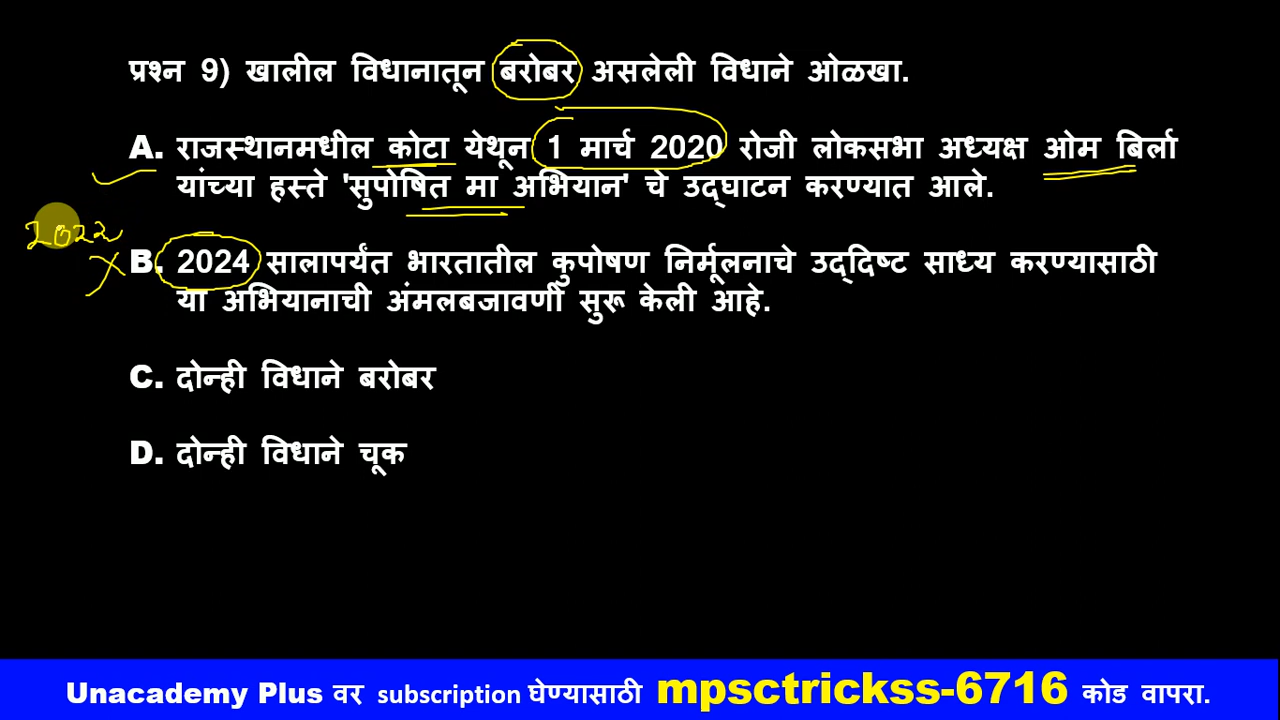 प्रश्न 9) खालील विधानातून बरोबर असलेली विधाने ओळखा.
A. राजस्थानमधील कोटा येथून 1 मार्च 2020 रोजी लोकसभा अध्यक्ष ओम बिर्ला
यांच्या हस्ते 'सुपोषित मा अभियान' चे उद्घाटन करण्यात आले.
2022
B. 2024 सालापर्यंत भारतातील कुपोषण निर्मूलनाचे उद्दिष्ट साध्य करण्यासाठी
या अभियानाची अंमलबजावणी सुरू केली आहे.
C. दोन्ही विधाने बरोबर
D. दोन्ही विधाने चूक
Unacademy Plus वर subscription घेण्यासाठी mpsctrickss-6716 कोड वापरा.